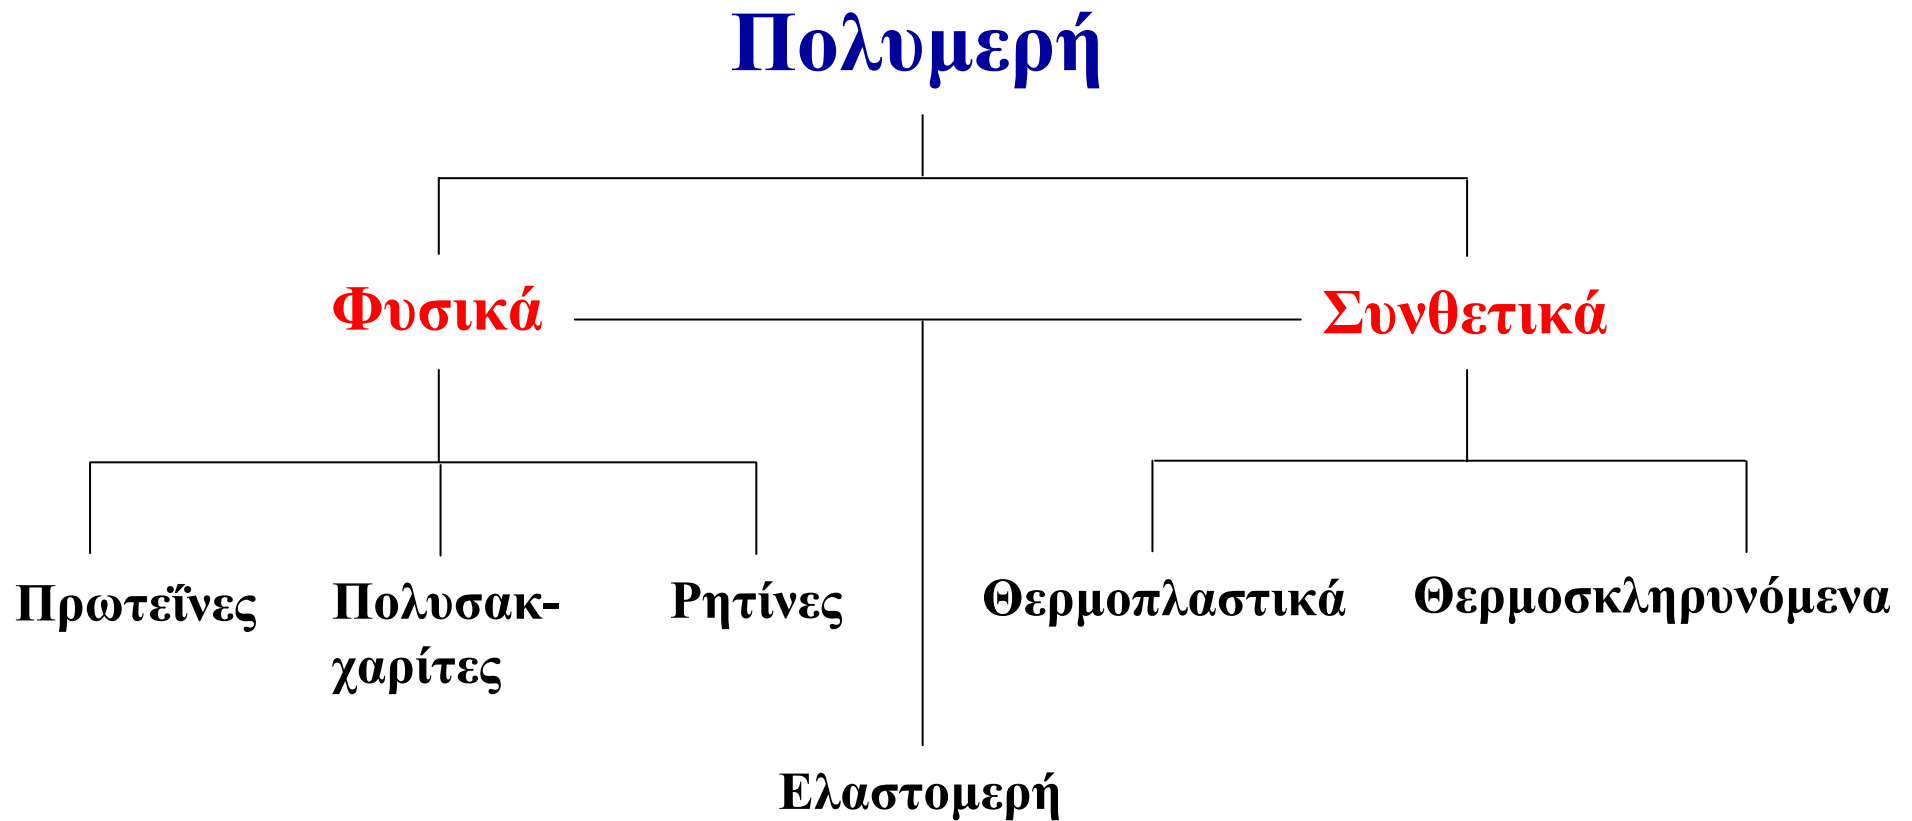 Πολυμερή
Φυσικά
Συνθετικά
Πρωτεΐνες
Πολυσακ-
χαρίτες
Ρητίνες
Θερμοπλαστικά
Θερμοσκληρυνόμενα
Ελαστομερή